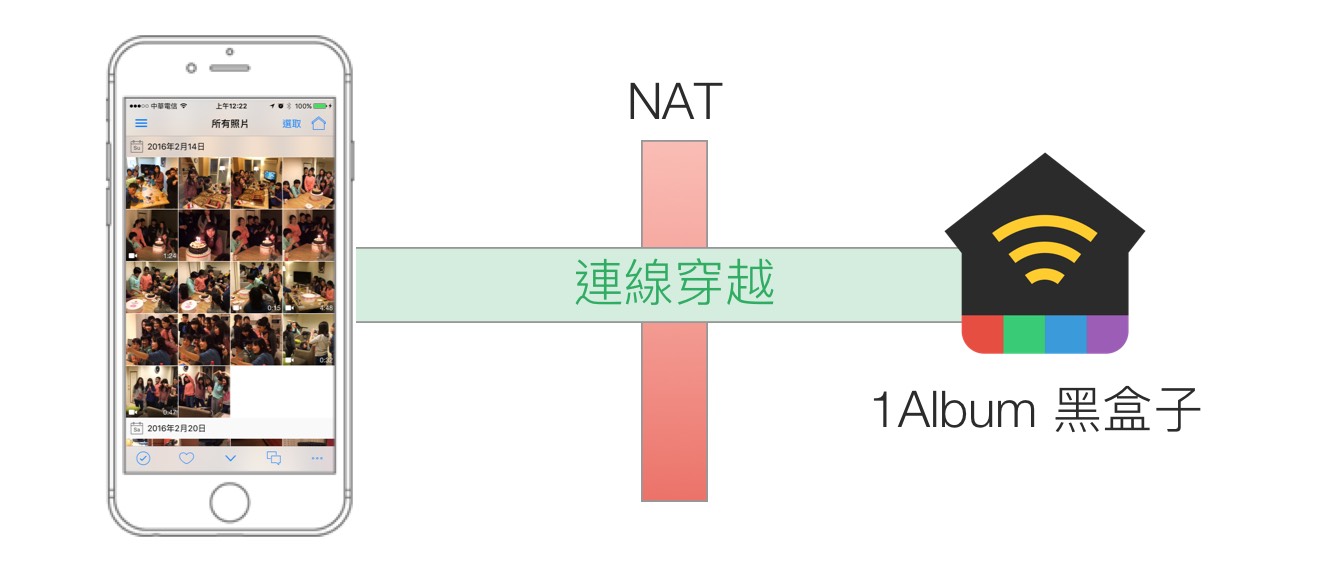 中華電信 上午12:22 100%
所有照片 選取
Su 2016年2月14日
1:24
0:15 4:48
0:22
0:47
Sa 2016年2月20日
NAT
連線穿越
1Album 黑盒子